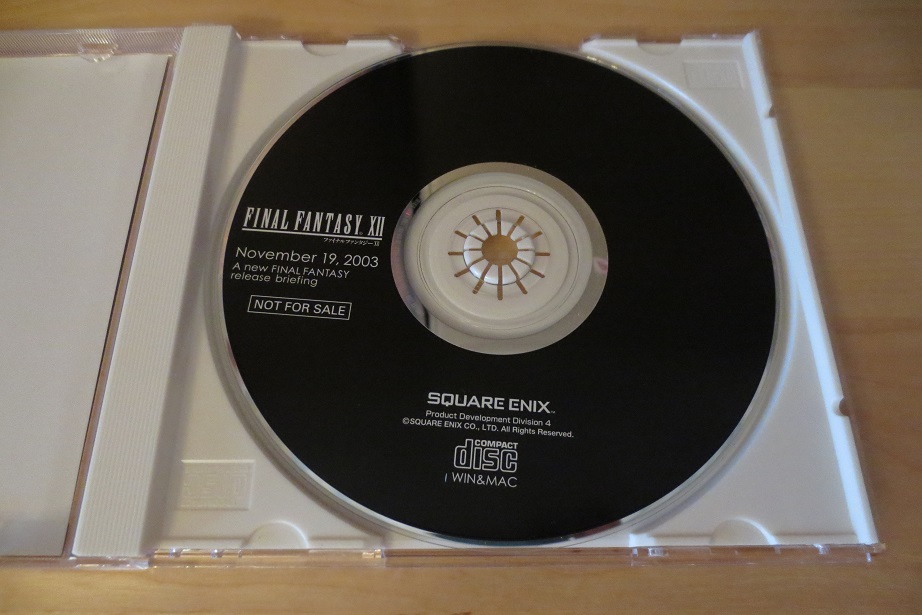 FINAL FANTASY XII
ファイナルファンタジーXII
November 19, 2003
A new FINAL FANTASY
release briefing
NOT FOR SALE
SQUARE ENIX™
Product Development Division 4
©SQUARE ENIX CO., LTD. All Rights Reserved.
COMPACT
disc
WIN&MAC